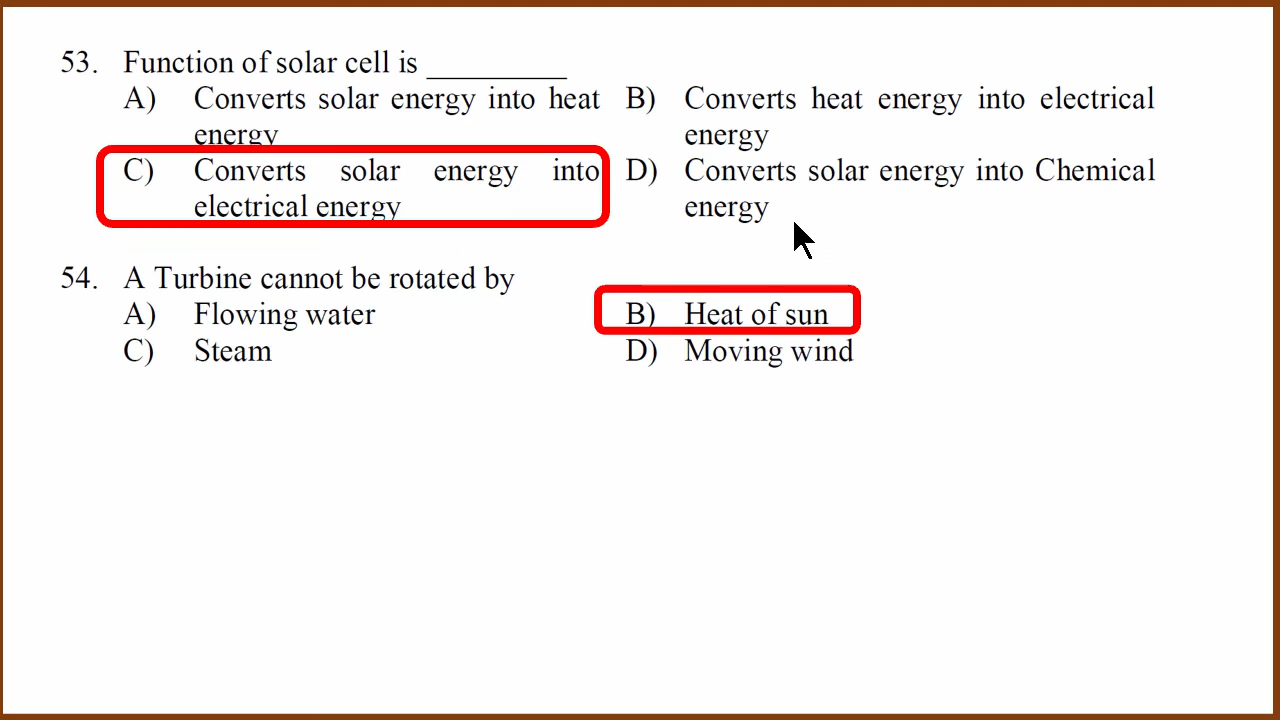 53. Function of solar cell is _________
A) Converts solar energy into heat energy
B) Converts heat energy into electrical energy
C) Converts solar energy into electrical energy
D) Converts solar energy into Chemical energy
54. A Turbine cannot be rotated by
A) Flowing water
B) Heat of sun
C) Steam
D) Moving wind